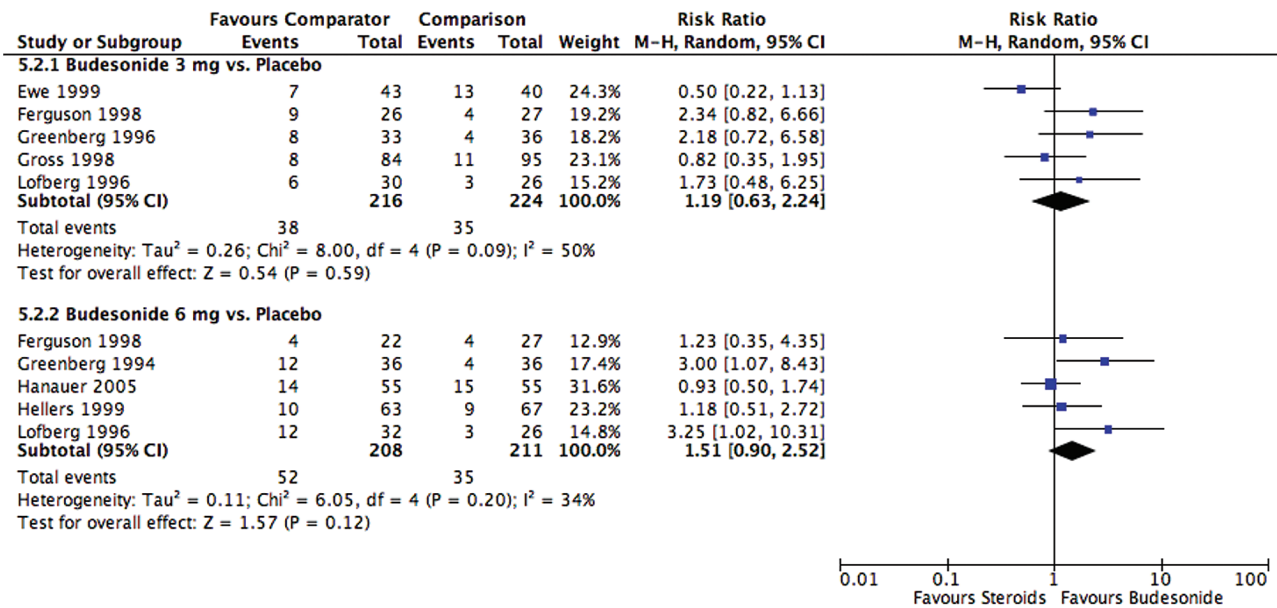 Favours Comparator Comparison Risk Ratio Risk Ratio
Study or Subgroup Events Total Events Total Weight M-H, Random, 95% CI M-H, Random, 95% CI
5.2.1 Budesonide 3 mg vs. Placebo
Ewe 1999 7 43 13 40 24.3% 0.50 [0.22, 1.13]
Ferguson 1998 9 26 4 27 19.2% 2.34 [0.82, 6.66]
Greenberg 1996 8 33 4 36 18.2% 2.18 [0.72, 6.58]
Gross 1998 8 84 11 95 23.1% 0.82 [0.35, 1.95]
Lofberg 1996 6 30 3 26 15.2% 1.73 [0.48, 6.25]
Subtotal (95% CI) 216 224 100.0% 1.19 [0.63, 2.24]
Total events 38 35
Heterogeneity: Tau² = 0.26; Chi² = 8.00, df = 4 (P = 0.09); I² = 50%
Test for overall effect: Z = 0.54 (P = 0.59)
5.2.2 Budesonide 6 mg vs. Placebo
Ferguson 1998 4 22 4 27 12.9% 1.23 [0.35, 4.35]
Greenberg 1994 12 36 4 36 17.4% 3.00 [1.07, 8.43]
Hanauer 2005 14 55 15 55 31.6% 0.93 [0.50, 1.74]
Hellers 1999 10 63 9 67 23.2% 1.18 [0.51, 2.72]
Lofberg 1996 12 32 3 26 14.8% 3.25 [1.02, 10.31]
Subtotal (95% CI) 208 211 100.0% 1.51 [0.90, 2.52]
Total events 52 35
Heterogeneity: Tau² = 0.11; Chi² = 6.05, df = 4 (P = 0.20); I² = 34%
Test for overall effect: Z = 1.57 (P = 0.12)
0.01 0.1 1 10 100
Favours Steroids Favours Budesonide